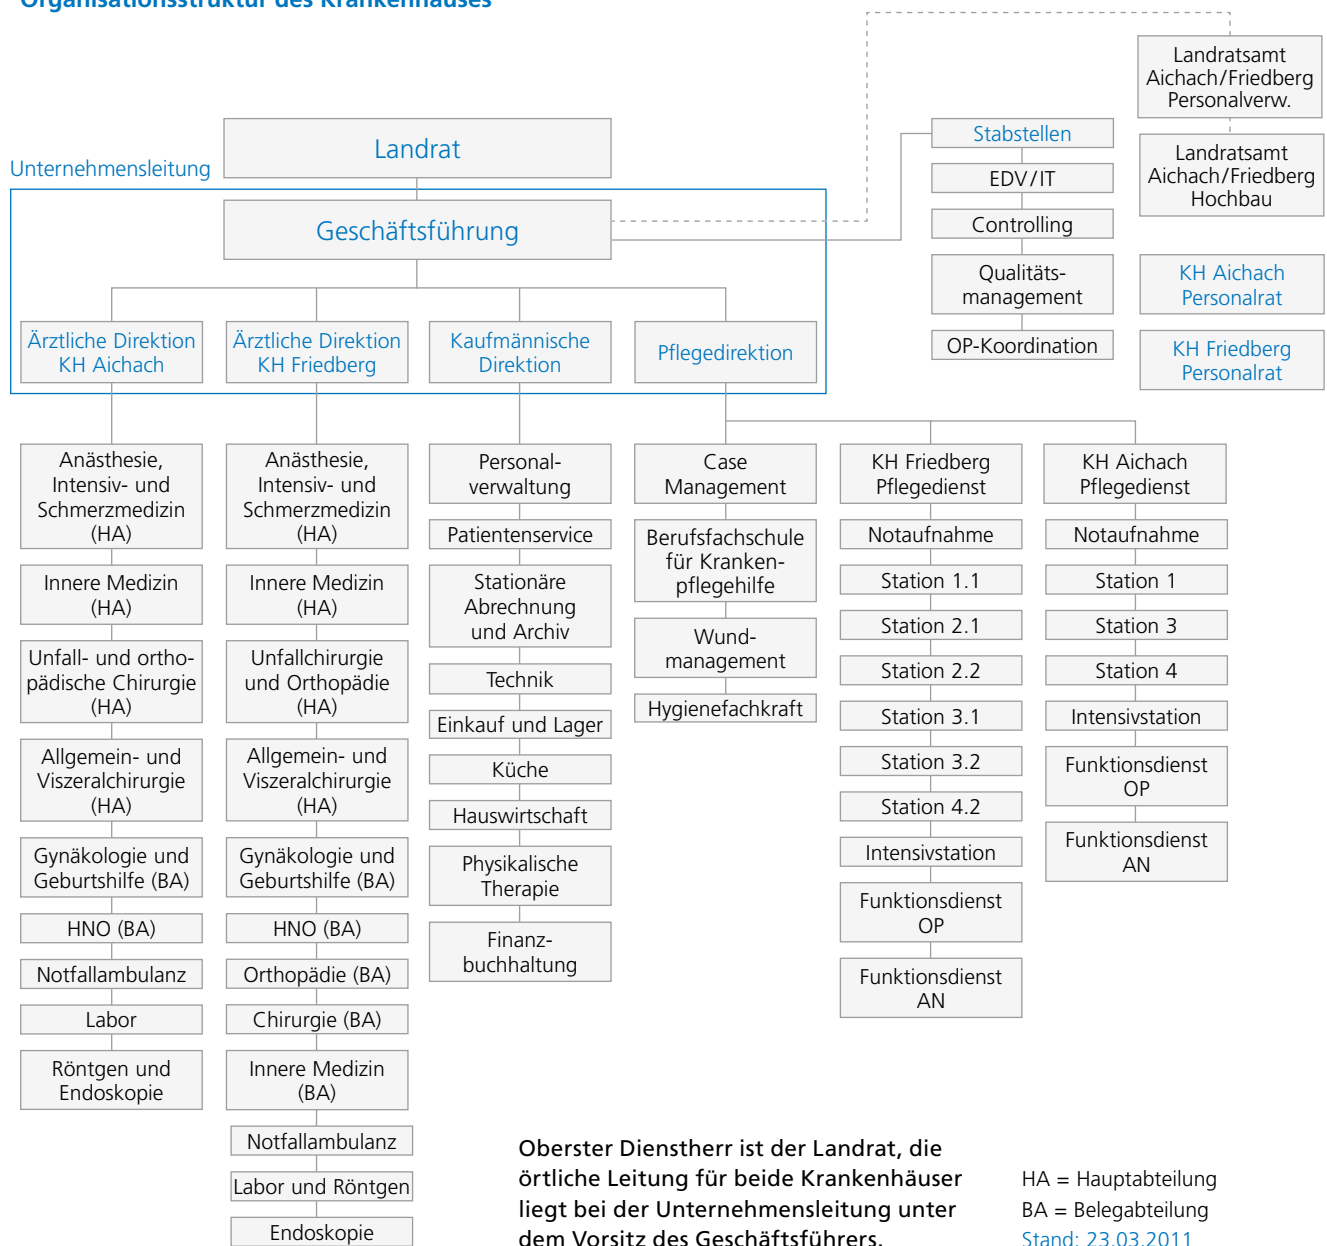 Organisationsstruktur des Krankenhauses
Landratsamt
Aichach/Friedberg
Personalverw.
Landratsamt
Aichach/Friedberg
Hochbau
KH Aichach
Personalrat
KH Friedberg
Personalrat
Landrat
Unternehmensleitung
Geschäftsführung
Stabstellen
EDV/IT
Controlling
Qualitäts-
management
OP-Koordination
Ärztliche Direktion
KH Aichach
Ärztliche Direktion
KH Friedberg
Kaufmännische
Direktion
Pflegedirektion
Anästhesie,
Intensiv- und
Schmerzmedizin
(HA)
Innere Medizin
(HA)
Unfall- und ortho-
pädische Chirurgie
(HA)
Allgemein- und
Viszeralchirurgie
(HA)
Gynäkologie und
Geburtshilfe (BA)
HNO (BA)
Notfallambulanz
Labor
Röntgen und
Endoskopie
Anästhesie,
Intensiv- und
Schmerzmedizin
(HA)
Innere Medizin
(HA)
Unfallchirurgie
und Orthopädie
(HA)
Allgemein- und
Viszeralchirurgie
(HA)
Gynäkologie und
Geburtshilfe (BA)
HNO (BA)
Orthopädie (BA)
Chirurgie (BA)
Innere Medizin
(BA)
Notfallambulanz
Labor und Röntgen
Endoskopie
Personal-
verwaltung
Patientenservice
Stationäre
Abrechnung
und Archiv
Technik
Einkauf und Lager
Küche
Hauswirtschaft
Physikalische
Therapie
Finanz-
buchhaltung
Case
Management
Berufsfachschule
für Kranken-
pflegehilfe
Wund-
management
Hygienefachkraft
KH Friedberg
Pflegedienst
Notaufnahme
Station 1.1
Station 2.1
Station 2.2
Station 3.1
Station 3.2
Station 4.2
Intensivstation
Funktionsdienst
OP
Funktionsdienst
AN
KH Aichach
Pflegedienst
Notaufnahme
Station 1
Station 3
Station 4
Intensivstation
Funktionsdienst
OP
Funktionsdienst
AN
Oberster Dienstherr ist der Landrat, die
örtliche Leitung für beide Krankenhäuser
liegt bei der Unternehmensleitung unter
dem Vorsitz des Geschäftsführers.
HA = Hauptabteilung
BA = Belegabteilung
Stand: 23.03.2011